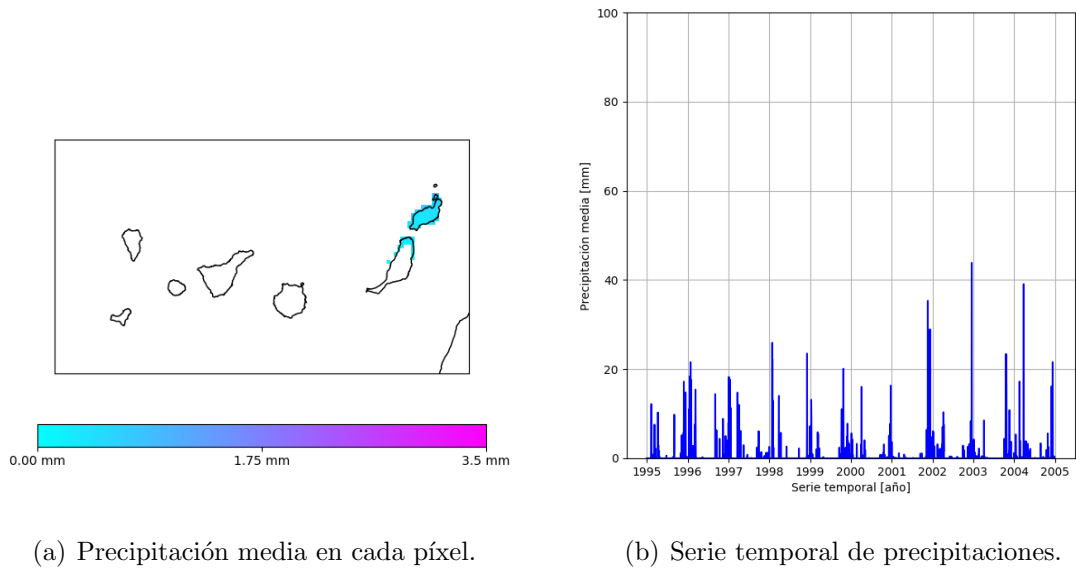 0.00 mm
1.75 mm
3.5 mm
(a) Precipitación media en cada píxel.
100
80
60
40
20
0
Precipitación media [mm]
1995 1996 1997 1998 1999 2000 2001 2002 2003 2004 2005
Serie temporal [año]
(b) Serie temporal de precipitaciones.